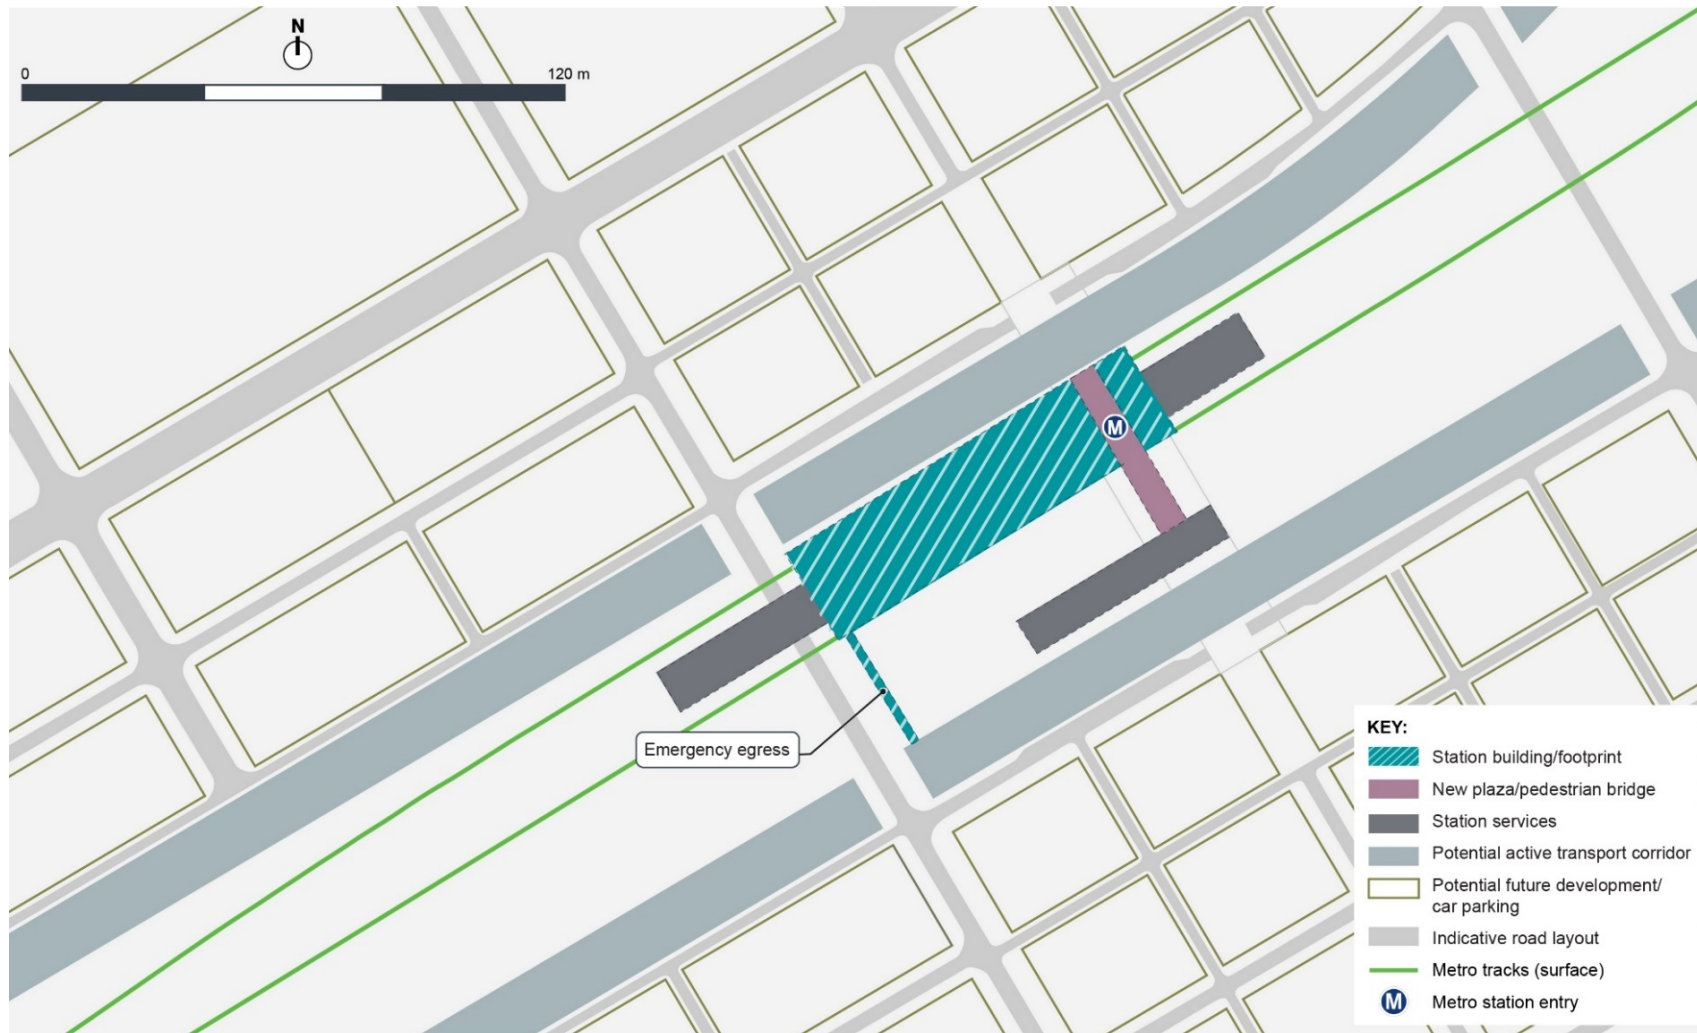 N
0
120 m
M
Emergency egress
KEY:
Station building/footprint
New plaza/pedestrian bridge
Station services
Potential active transport corridor
Potential future development/
car parking
Indicative road layout
Metro tracks (surface)
M
Metro station entry